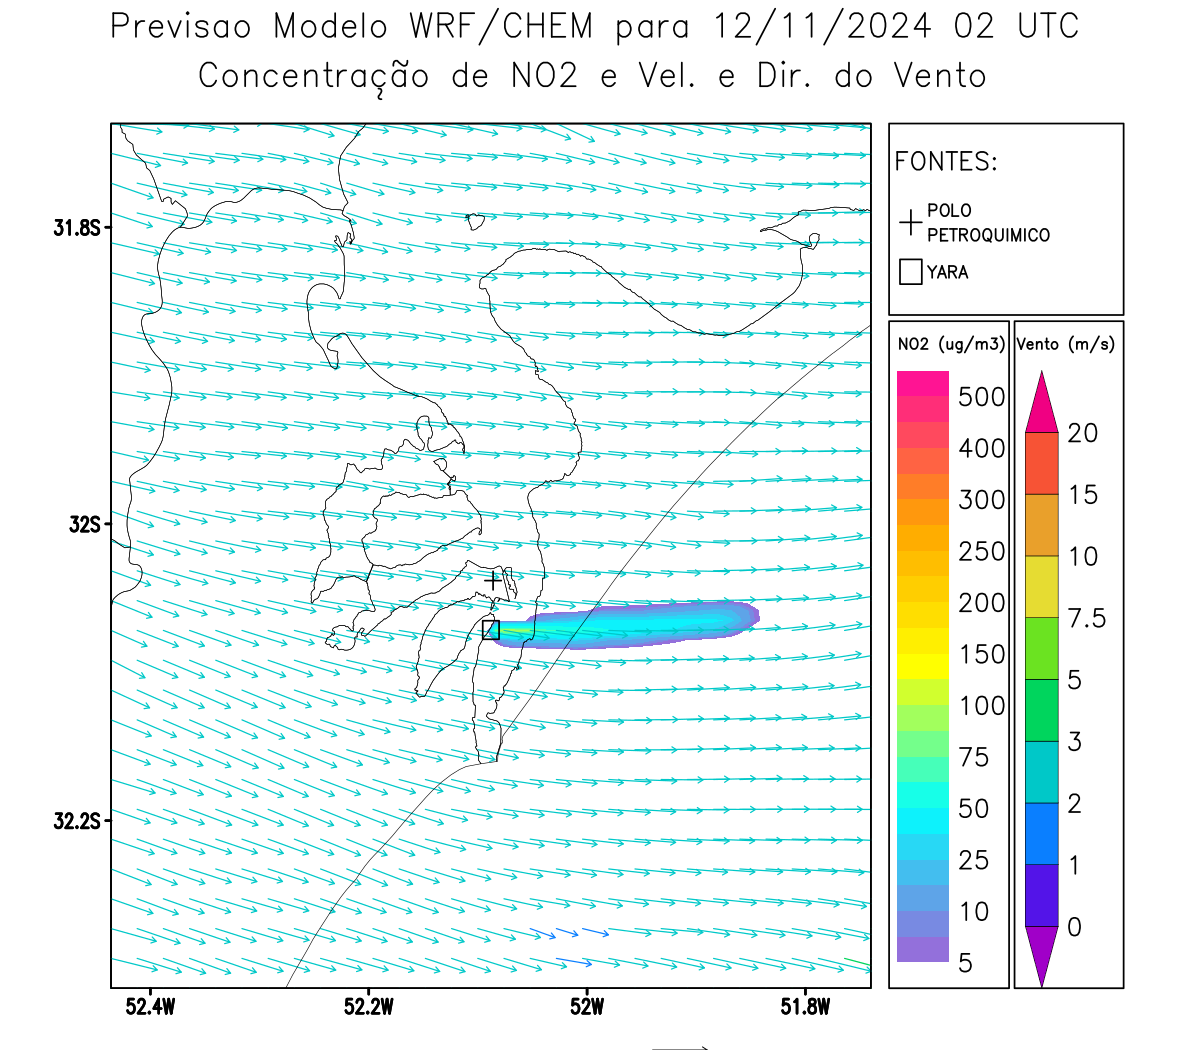 Previsao Modelo WRF/CHEM para 12/11/2024 02 UTC
Concentração de NO2 e Vel. e Dir. do Vento
31.8S
32S
32.2S
52.4W
52.2W
52W
51.8W
FONTES:
POLO
PETROQUIMICO
YARA
NO2 (ug/m3)
500
400
300
250
200
150
100
75
50
25
10
5
Vento (m/s)
20
15
10
7.5
5
3
2
1
0